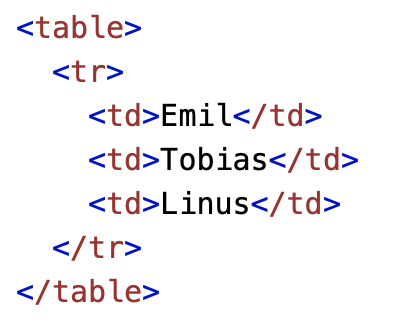 <table>
<tr>
<td>Emil</td>
<td>Tobias</td>
<td>Linus</td>
</tr>
</table>